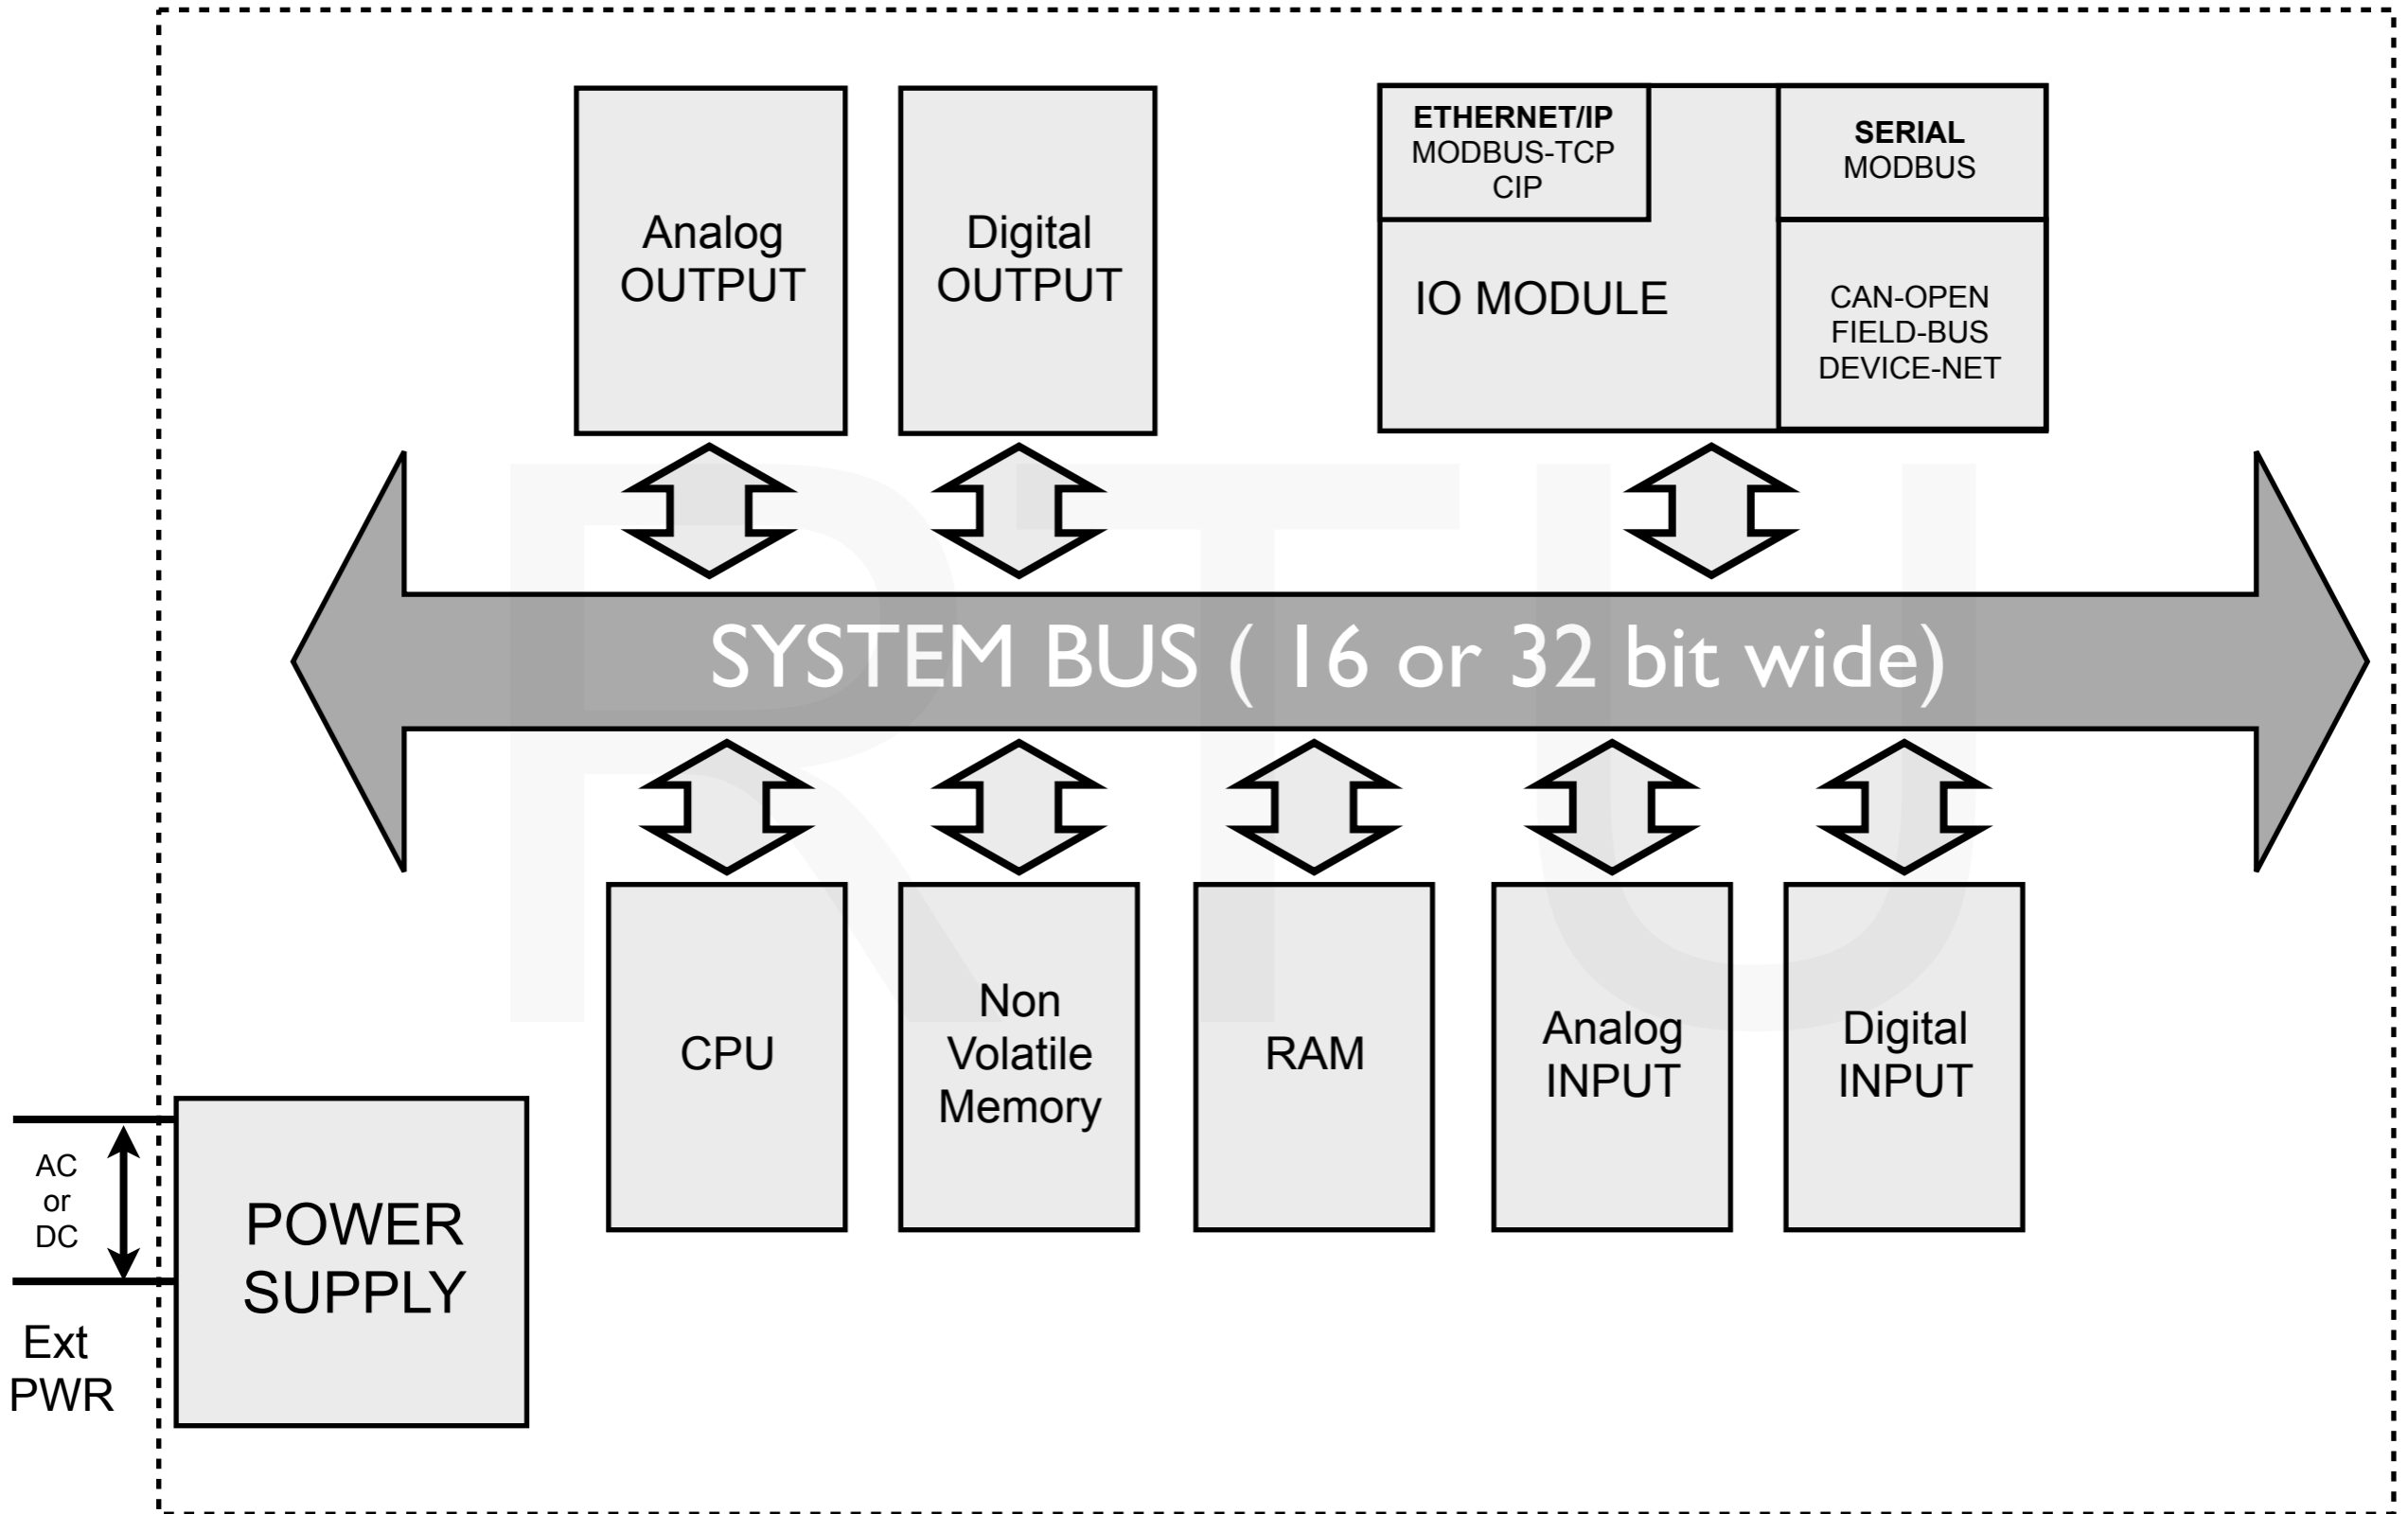 Analog
OUTPUT
Digital
OUTPUT
ETHERNET/IP
MODBUS-TCP
CIP
IO MODULE
SERIAL
MODBUS
CAN-OPEN
FIELD-BUS
DEVICE-NET
RTU
SYSTEM BUS ( 16 or 32 bit wide)
CPU
Non
Volatile
Memory
RAM
Analog
INPUT
Digital
INPUT
AC
or
DC
Ext
PWR
POWER
SUPPLY